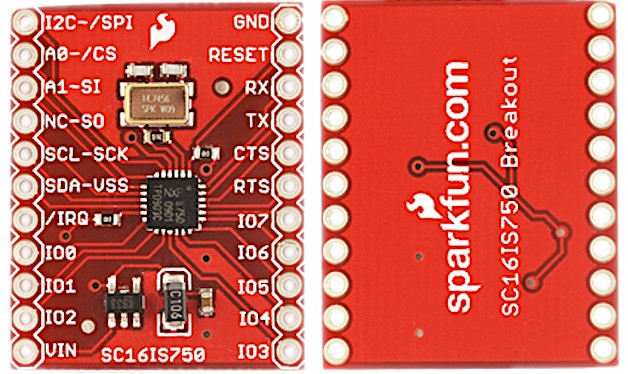 I2C-/SPI GND
A0-/CS RESET
A1-SI RX
NC-SO TX
SCL-SCK CTS
SDA-VSS RTS
/IRQ IO7
IO0 IO6
IO1 IO5
IO2 IO4
VIN SC16IS750 IO3
C106
sparkfun.com
SC16IS750 Breakout